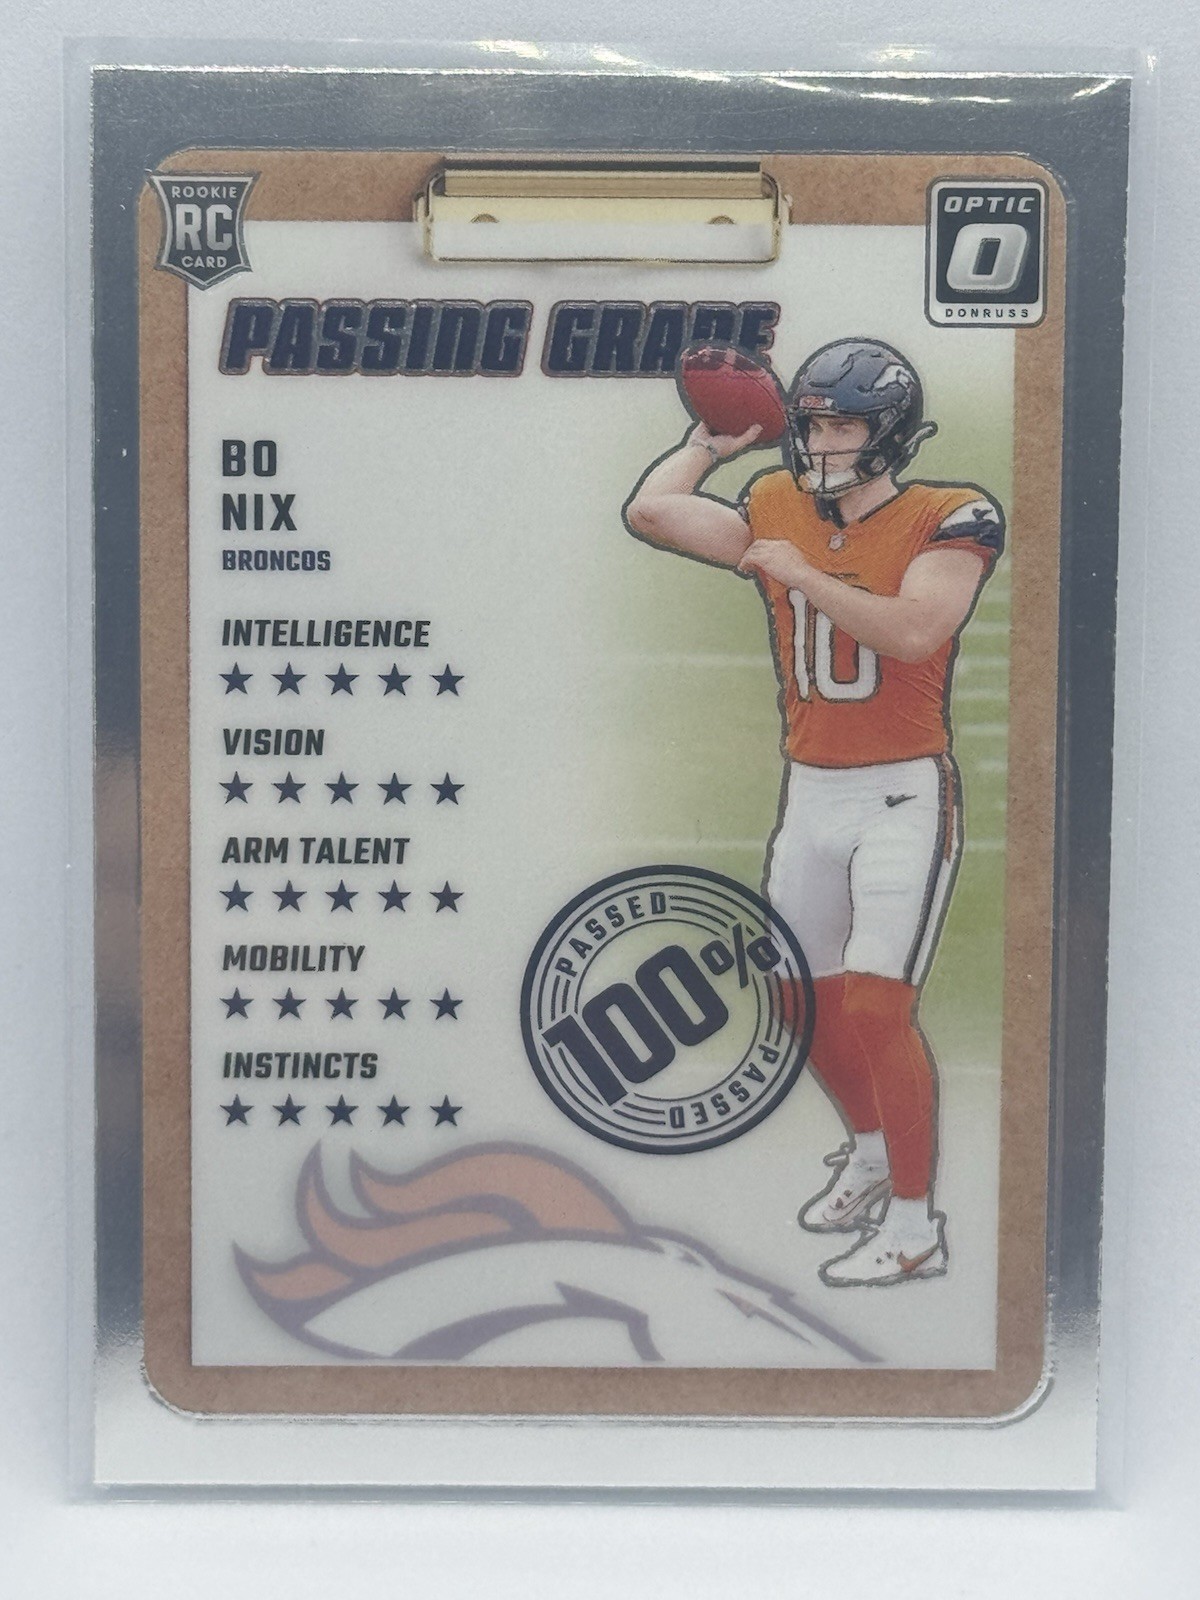 ROOKIE
RC
CARD
OPTIC
O
DONRUSS
PASSING GRADE
BO
NIX
BRONCOS
10
INTELLIGENCE
★★★★★
VISION
★★★★★
ARM TALENT
★★★★★
MOBILITY
★★★★★
INSTINCTS
★★★★★
PASSED
100%
PASSED